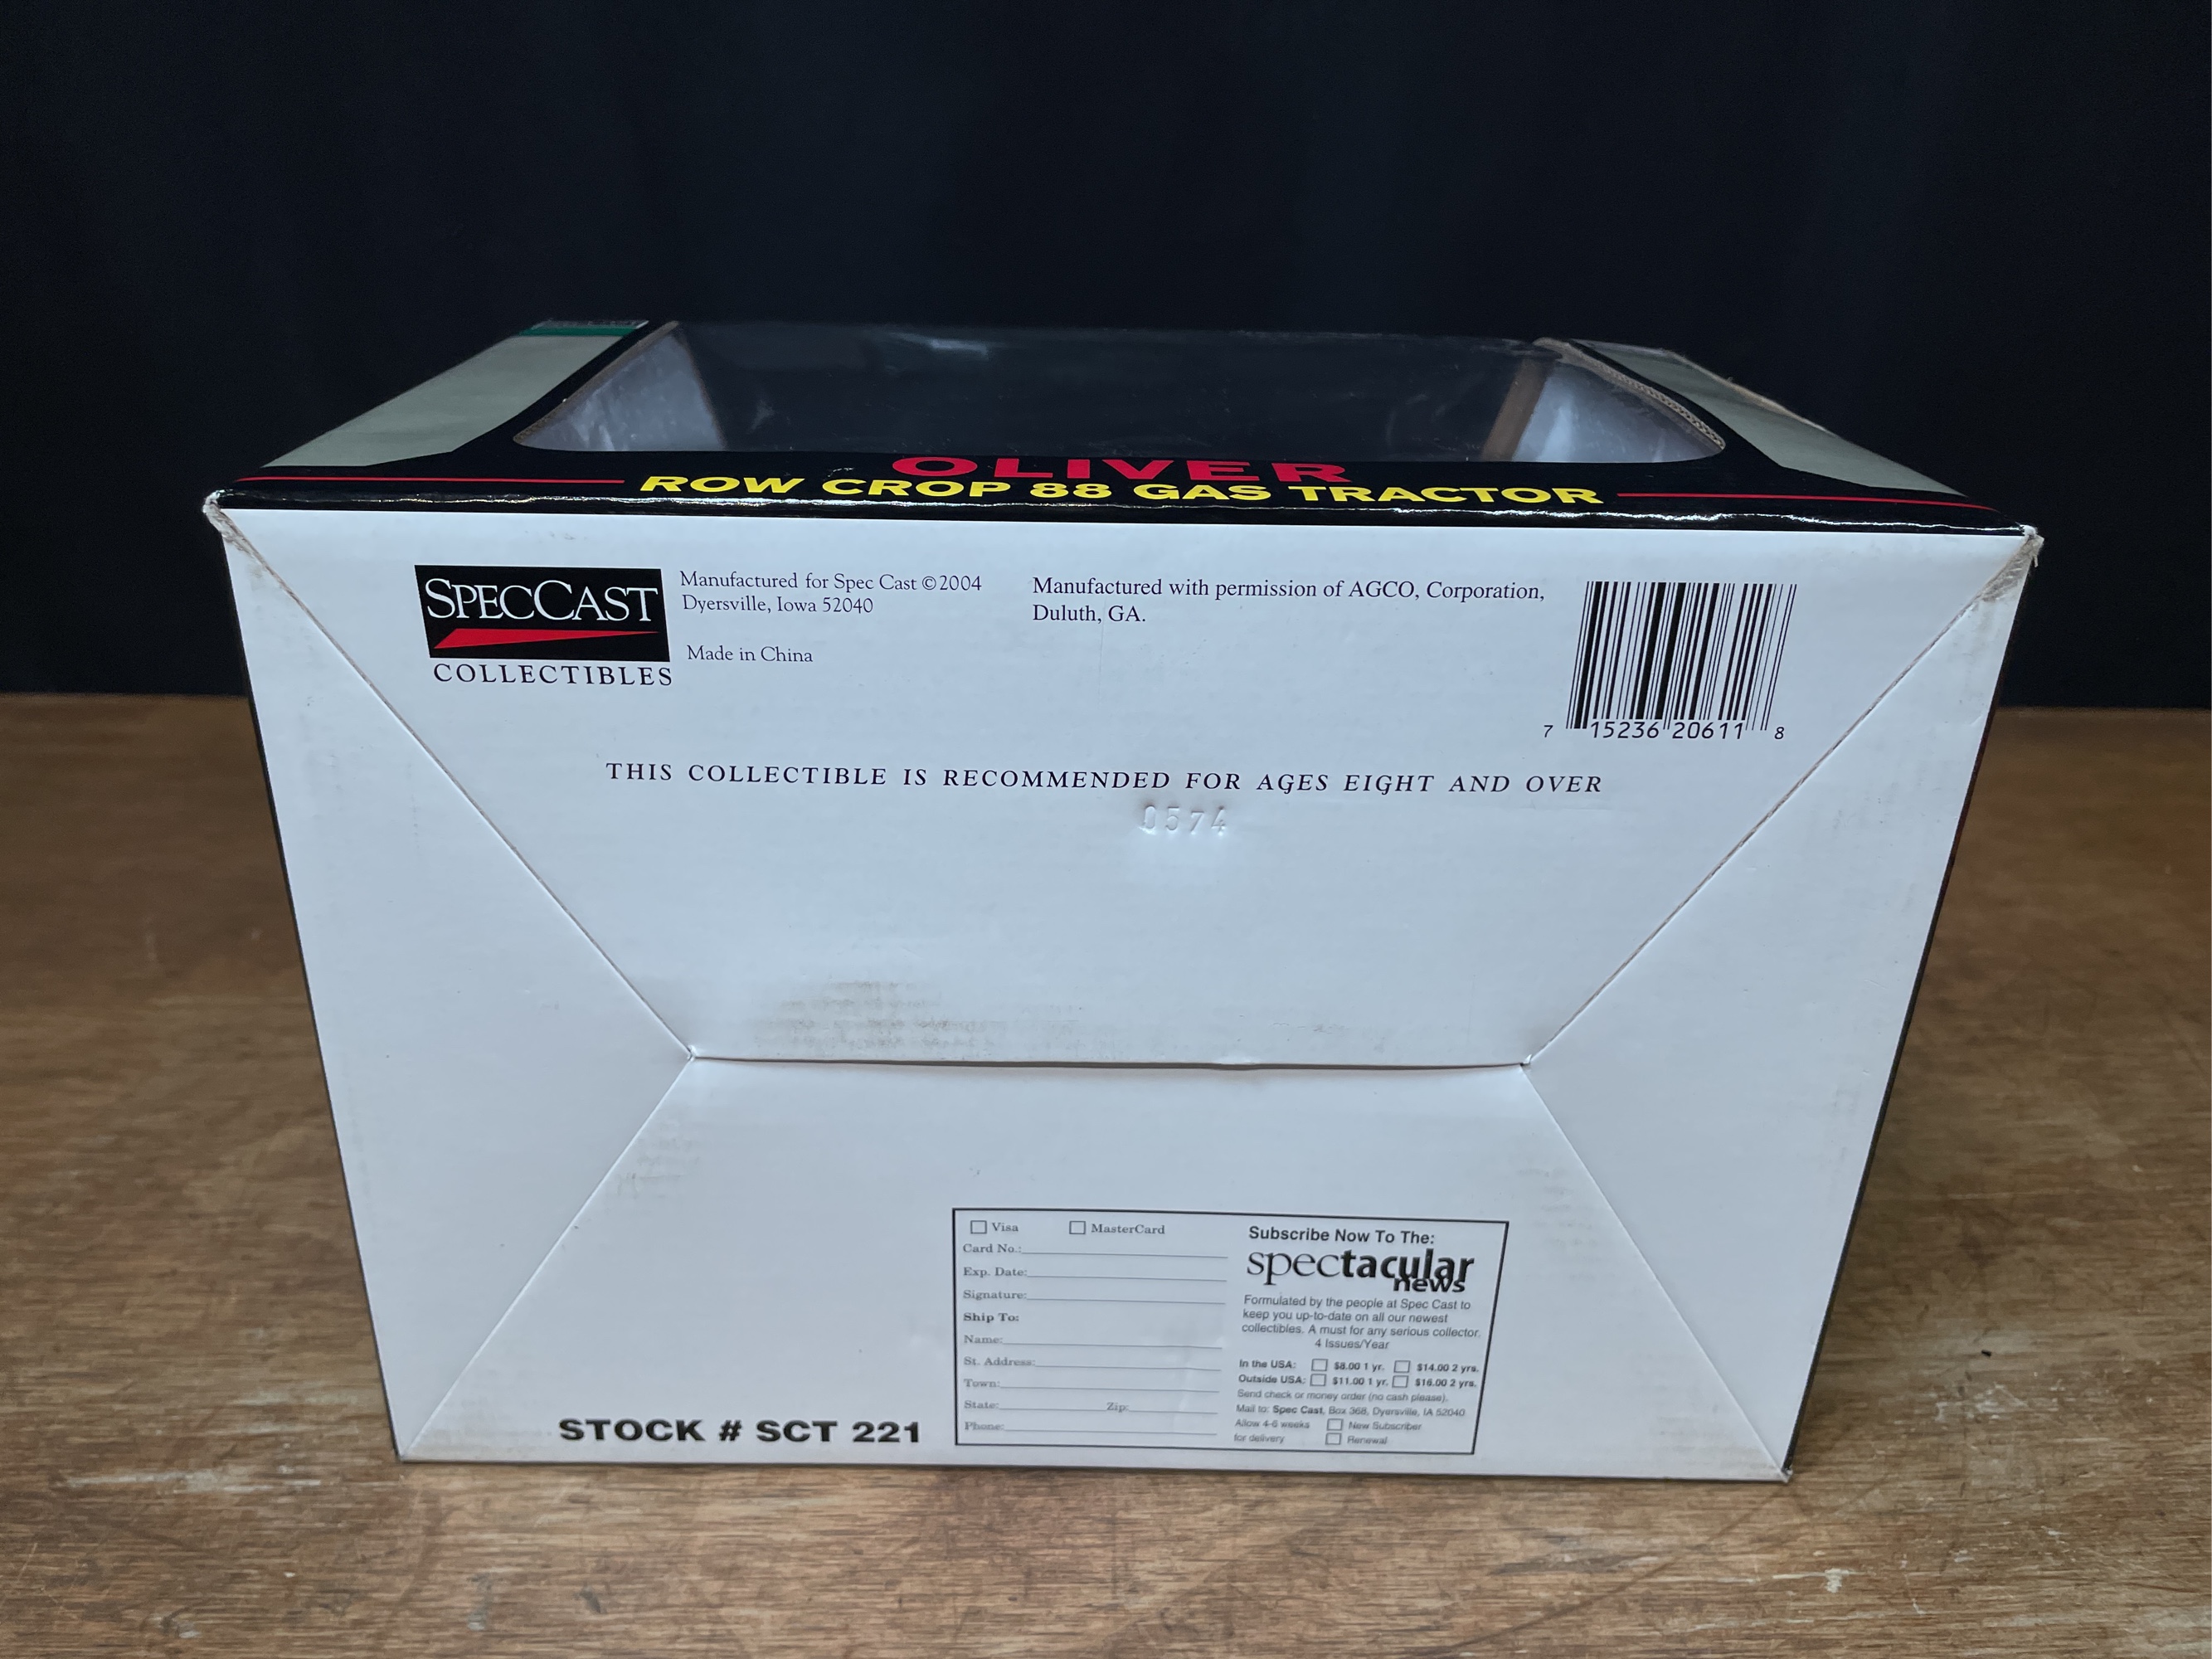 OLIVER
ROW CROP 88 GAS TRACTOR
SPECCAST
COLLECTIBLES
Manufactured for Spec Cast ©2004
Dyersville, Iowa 52040
Made in China
Manufactured with permission of AGCO, Corporation,
Duluth, GA.
7 15236 20611 8
THIS COLLECTIBLE IS RECOMMENDED FOR AGES EIGHT AND OVER
0574
STOCK # SCT 221
Visa MasterCard
Card No.:
Exp. Date:
Signature:
Ship To:
Name:
St. Address:
Town:
State: Zip:
Phone:
Subscribe Now To The:
spectacular
news
Formulated by the people at Spec Cast to
keep you up-to-date on all our newest
collectibles. A must for any serious collector.
4 Issues/Year
In the USA: $8.00 1 yr. $14.00 2 yrs.
Outside USA: $11.00 1 yr. $16.00 2 yrs.
Send check or money order (no cash please).
Mail to: Spec Cast, Box 368, Dyersville, IA 52040
Allow 4-6 weeks New Subscriber
for delivery Renewal